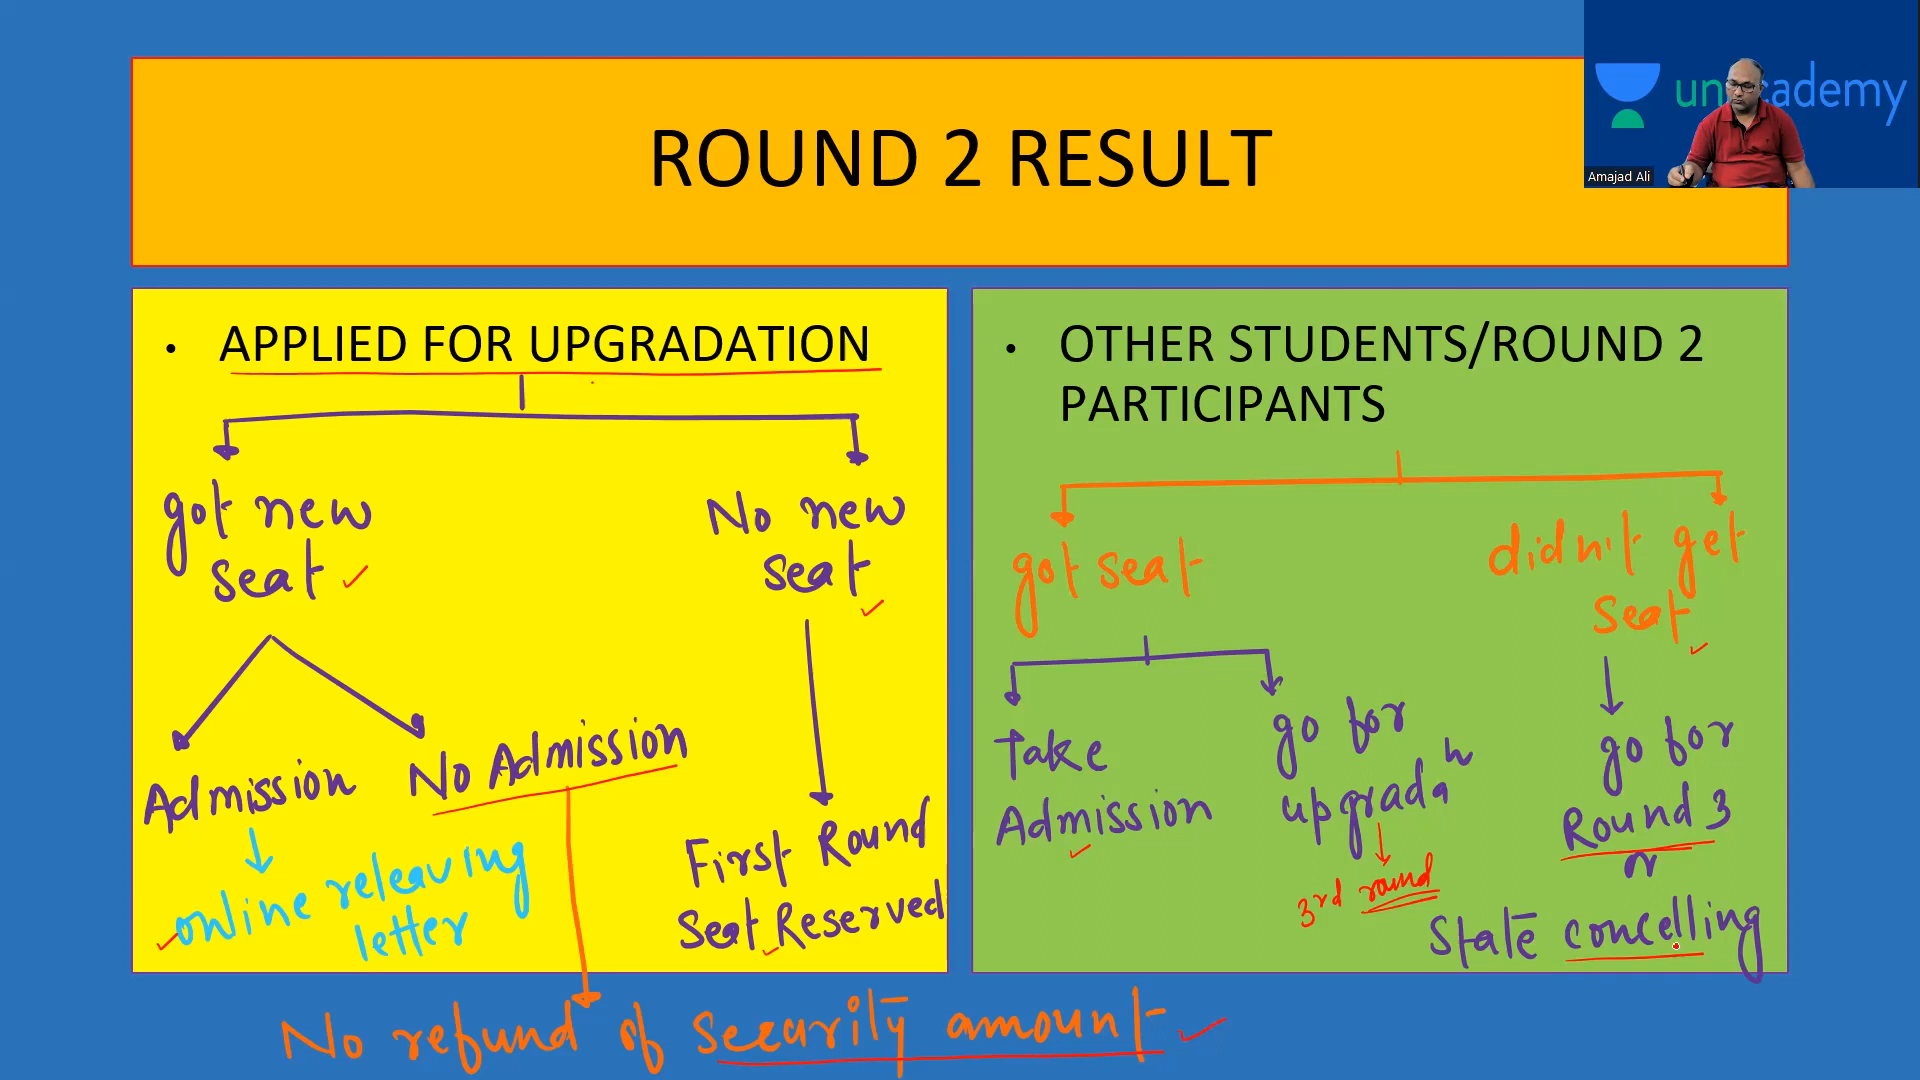 unacademy
Amajad Ali
ROUND 2 RESULT
• APPLIED FOR UPGRADATION
got new
seat
No new
seat
Admission
No Admission
online releaving
letter
First Round
Seat Reserved
No refund of security amount
• OTHER STUDENTS/ROUND 2
PARTICIPANTS
got seat
didn't get
seat
Take
Admission
go for
upgradan
3rd round
go for
Round 3
or
State concelling